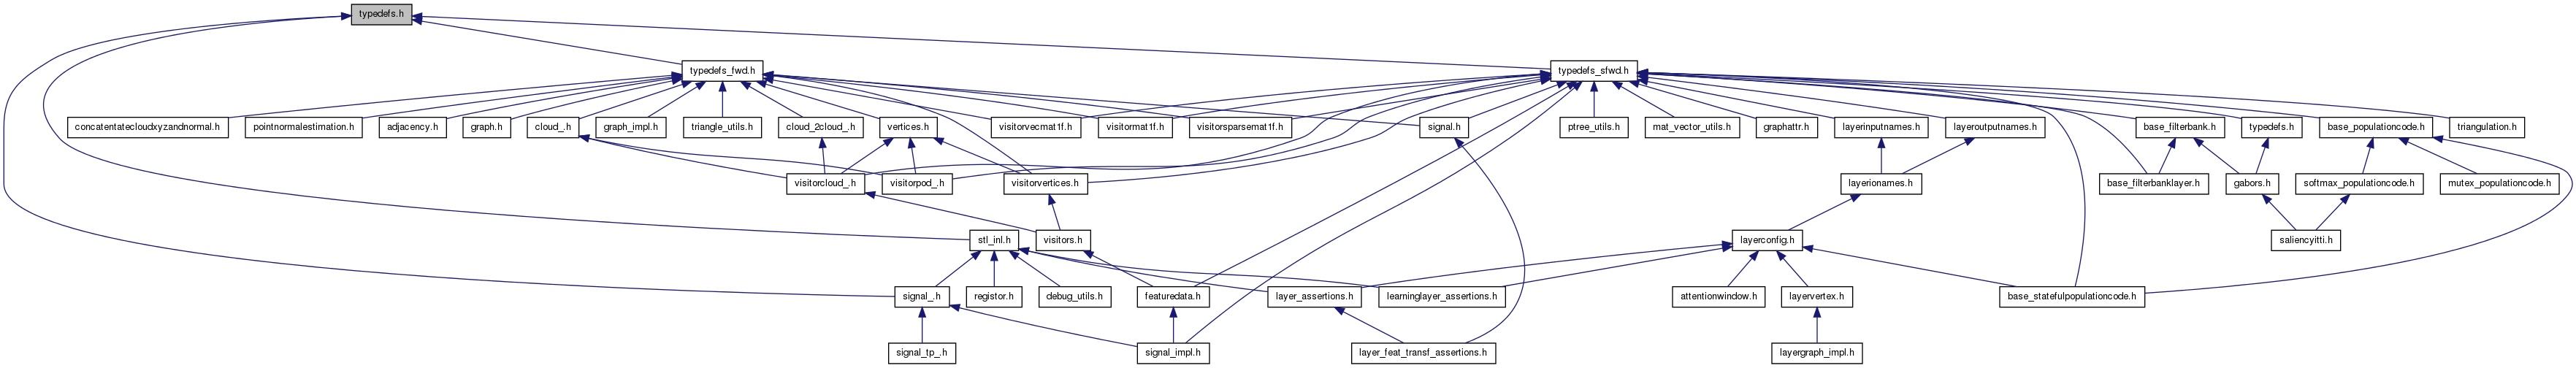 typedefs.h
typedefs_fwd.h
typedefs_sfwd.h
concatentatecloudxyzandnormal.h
pointnormalestimation.h
adjacency.h
graph.h
cloud_.h
graph_impl.h
triangle_utils.h
cloud_2cloud_.h
vertices.h
visitorvecmat1f.h
visitormat1f.h
visitorsparsemat1f.h
signal.h
ptree_utils.h
mat_vector_utils.h
graphattr.h
layerinputnames.h
layeroutputnames.h
base_filterbank.h
typedefs.h
base_populationcode.h
triangulation.h
visitorcloud_.h
visitorpod_.h
visitorvertices.h
layerionames.h
base_filterbanklayer.h
gabors.h
softmax_populationcode.h
mutex_populationcode.h
stl_inl.h
visitors.h
layerconfig.h
saliencyitti.h
signal_.h
registor.h
debug_utils.h
featuredata.h
layer_assertions.h
learninglayer_assertions.h
attentionwindow.h
layervertex.h
base_statefulpopulationcode.h
signal_tp_.h
signal_impl.h
layer_feat_transf_assertions.h
layergraph_impl.h